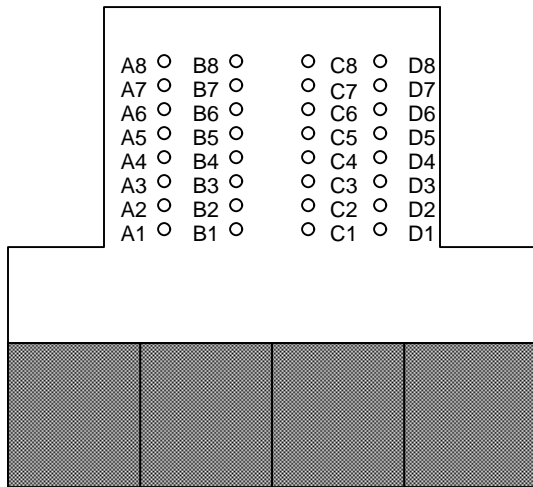 A8 B8 C8 D8
A7 B7 C7 D7
A6 B6 C6 D6
A5 B5 C5 D5
A4 B4 C4 D4
A3 B3 C3 D3
A2 B2 C2 D2
A1 B1 C1 D1